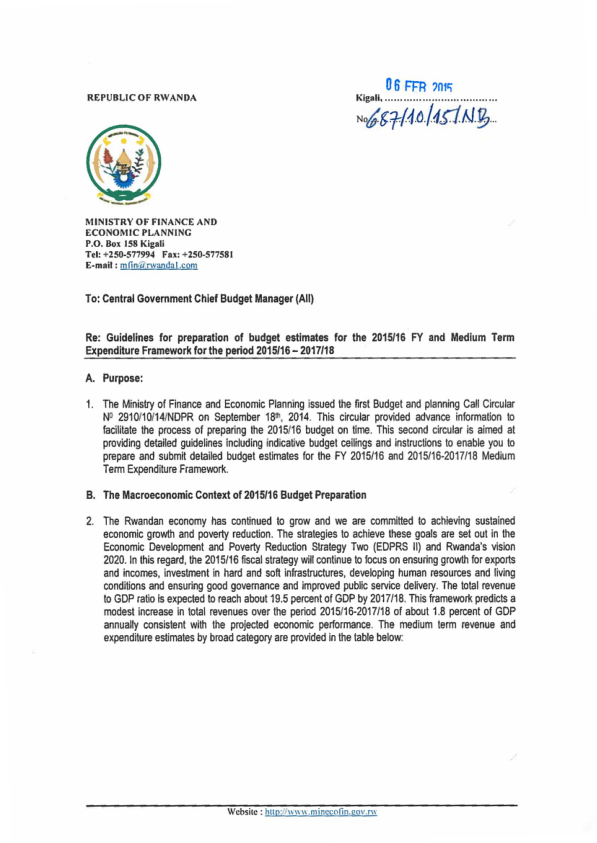 06 FEB 2015
REPUBLIC OF RWANDA
Kigali, .....................................
No 687/10/15/NB...
MINISTRY OF FINANCE AND
ECONOMIC PLANNING
P.O. Box 158 Kigali
Tel: +250-577994 Fax: +250-577581
E-mail : mfin@rwanda1.com
To: Central Government Chief Budget Manager (All)
Re: Guidelines for preparation of budget estimates for the 2015/16 FY and Medium Term
Expenditure Framework for the period 2015/16 – 2017/18
A. Purpose:
1. The Ministry of Finance and Economic Planning issued the first Budget and planning Call Circular
Nº 2910/10/14/NDPR on September 18th, 2014. This circular provided advance information to
facilitate the process of preparing the 2015/16 budget on time. This second circular is aimed at
providing detailed guidelines including indicative budget ceilings and instructions to enable you to
prepare and submit detailed budget estimates for the FY 2015/16 and 2015/16-2017/18 Medium
Term Expenditure Framework.
B. The Macroeconomic Context of 2015/16 Budget Preparation
2. The Rwandan economy has continued to grow and we are committed to achieving sustained
economic growth and poverty reduction. The strategies to achieve these goals are set out in the
Economic Development and Poverty Reduction Strategy Two (EDPRS II) and Rwanda's vision
2020. In this regard, the 2015/16 fiscal strategy will continue to focus on ensuring growth for exports
and incomes, investment in hard and soft infrastructures, developing human resources and living
conditions and ensuring good governance and improved public service delivery. The total revenue
to GDP ratio is expected to reach about 19.5 percent of GDP by 2017/18. This framework predicts a
modest increase in total revenues over the period 2015/16-2017/18 of about 1.8 percent of GDP
annually consistent with the projected economic performance. The medium term revenue and
expenditure estimates by broad category are provided in the table below:
Website : http://www.minecofin.gov.rw